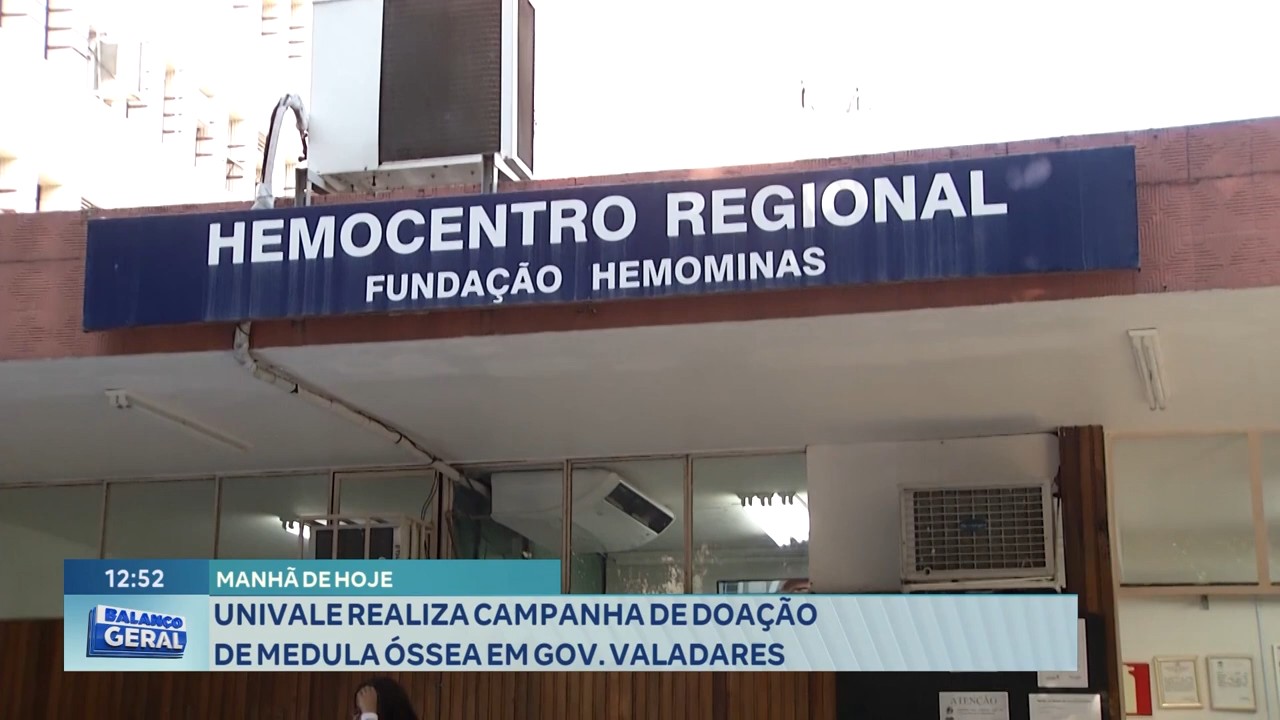 HEMOCENTRO REGIONAL
FUNDAÇÃO HEMOMINAS
12:52
MANHÃ DE HOJE
BALANÇO
GERAL
UNIVALE REALIZA CAMPANHA DE DOAÇÃO
DE MEDULA ÓSSEA EM GOV. VALADARES
ATENÇÃO